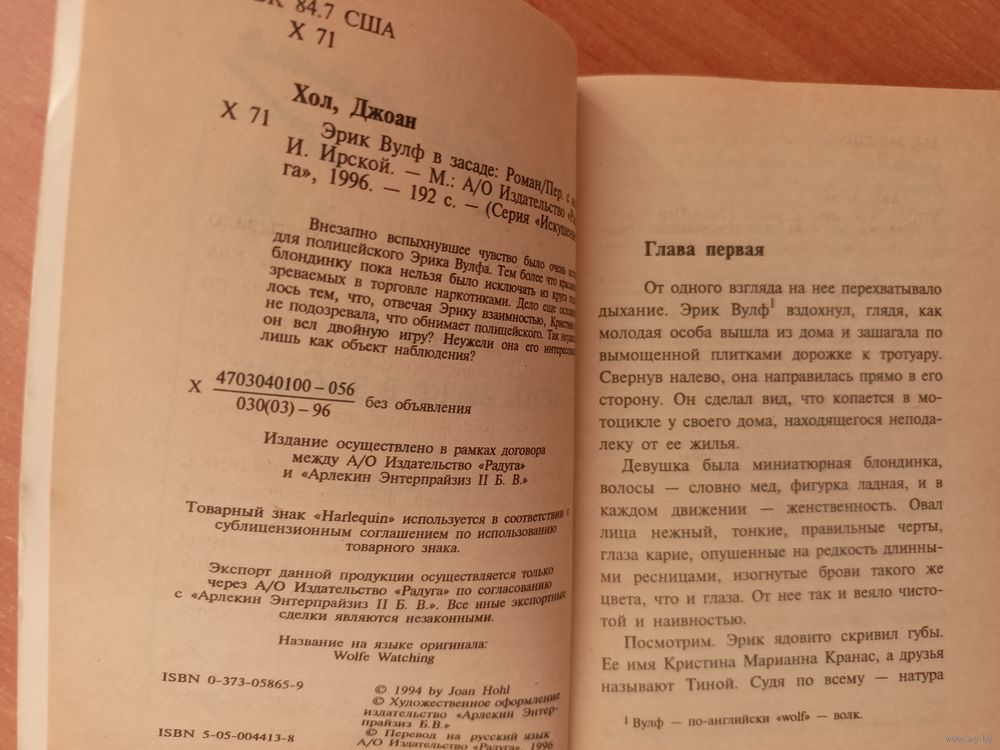 84.7 США
Х 71
Хол, Джоан
Х 71
Эрик Вулф в засаде: Роман/Пер. с
И. Ирской. — М.: А/О Издательство
га», 1996. — 192 с. — (Серия
Внезапно вспыхнувшее чувство было очень
для полицейского Эрика Вулфа. Тем более что
блондинку пока нельзя было исключать из круга
зреваемых в торговле наркотиками. Дело еще
лось тем, что, отвечая Эрику взаимностью, Кристина
не подозревала, что обнимает полицейского. Так
он вел двойную игру? Неужели она его
лишь как объект наблюдения?
Х 4703040100 – 056
030(03) – 96 без объявления
Издание осуществлено в рамках договора
между А/О Издательство «Радуга»
и «Арлекин Энтерпрайзиз II Б. В.»
Товарный знак «Harlequin» используется в соответствии с
сублицензионным соглашением по использованию
товарного знака.
Экспорт данной продукции осуществляется только
через А/О Издательство «Радуга» по согласованию
с «Арлекин Энтерпрайзиз II Б. В.». Все иные экспортные
сделки являются незаконными.
Название на языке оригинала:
Wolfe Watching
ISBN 0-373-05865-9
© 1994 by Joan Hohl
© Художественное оформление
издательство «Арлекин Энтер-
прайзиз Б.В.»
ISBN 5-05-004413-8
© Перевод на русский язык
А/О Издательство «Радуга», 1996
Глава первая
От одного взгляда на нее перехватывало
дыхание. Эрик Вулф¹ вздохнул, глядя, как
молодая особа вышла из дома и зашагала по
вымощенной плитками дорожке к тротуару.
Свернув налево, она направилась прямо в его
сторону. Он сделал вид, что копается в мо-
тоцикле у своего дома, находящегося непода-
леку от ее жилья.
Девушка была миниатюрная блондинка,
волосы — словно мед, фигурка ладная, и в
каждом движении — женственность. Овал
лица нежный, тонкие, правильные черты,
глаза карие, опушенные на редкость длинны-
ми ресницами, изогнутые брови такого же
цвета, что и глаза. От нее так и веяло чисто-
той и наивностью.
Посмотрим. Эрик ядовито скривил губы.
Ее имя Кристина Марианна Кранас, а друзья
называют Тиной. Судя по всему — натура
¹ Вулф — по-английски «wolf» — волк.
www.ay.by